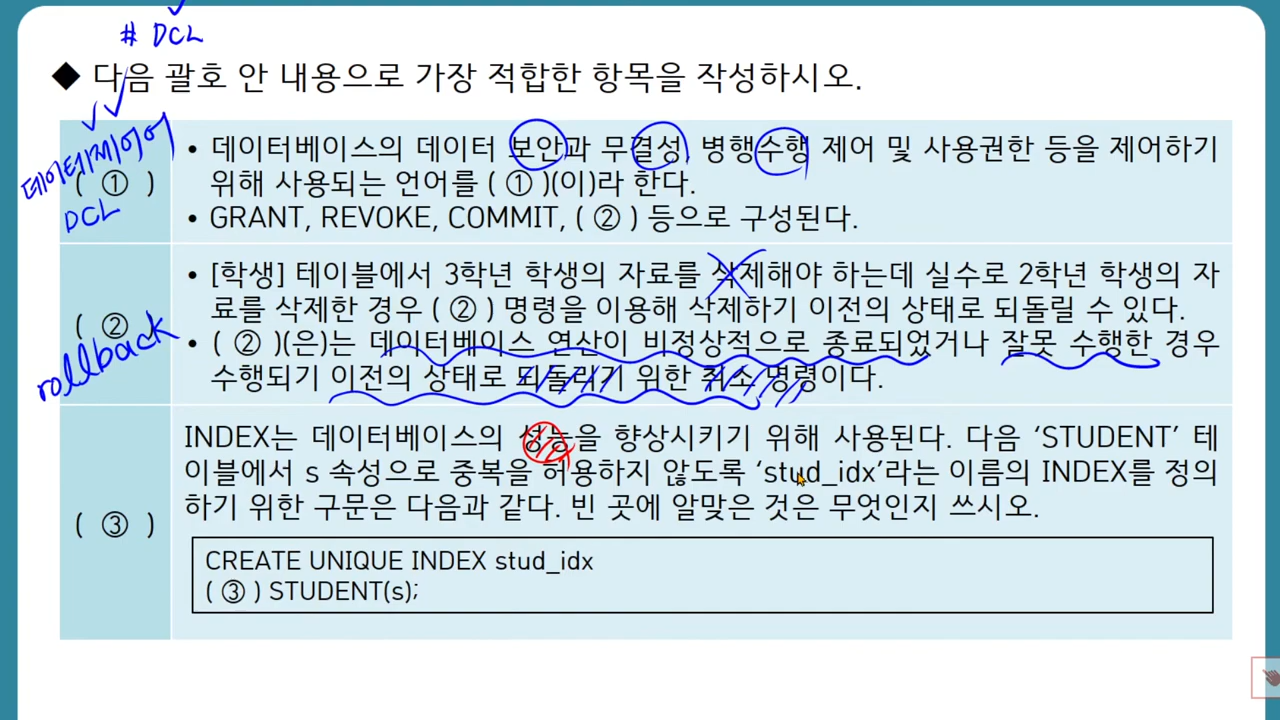 # DCL
◆ 다음 괄호 안 내용으로 가장 적합한 항목을 작성하시오.
데이터제어어
( ① )
DCL
• 데이터베이스의 데이터 보안과 무결성, 병행수행 제어 및 사용권한 등을 제어하기
위해 사용되는 언어를 ( ① )(이)라 한다.
• GRANT, REVOKE, COMMIT, ( ② ) 등으로 구성된다.
( ② )
rollback
• [학생] 테이블에서 3학년 학생의 자료를 삭제해야 하는데 실수로 2학년 학생의 자
료를 삭제한 경우 ( ② ) 명령을 이용해 삭제하기 이전의 상태로 되돌릴 수 있다.
• ( ② )(은)는 데이터베이스 연산이 비정상적으로 종료되었거나 잘못 수행한 경우
수행되기 이전의 상태로 되돌리기 위한 취소 명령이다.
( ③ )
INDEX는 데이터베이스의 성능을 향상시키기 위해 사용된다. 다음 ‘STUDENT’ 테
이블에서 s 속성으로 중복을 허용하지 않도록 ‘stud_idx’라는 이름의 INDEX를 정의
하기 위한 구문은 다음과 같다. 빈 곳에 알맞은 것은 무엇인지 쓰시오.
CREATE UNIQUE INDEX stud_idx
( ③ ) STUDENT(s);